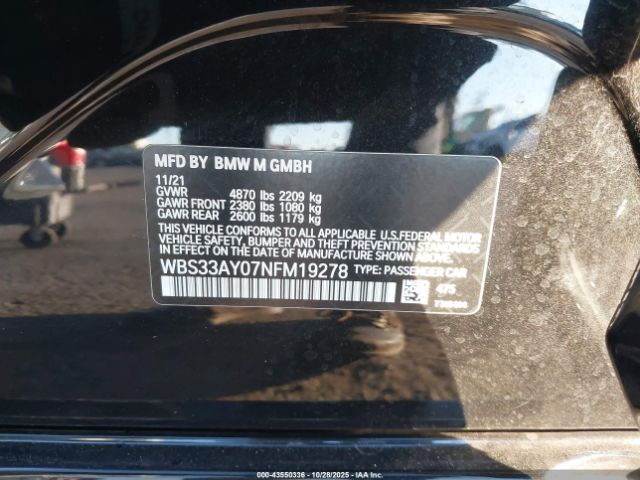 MFD BY BMW M GMBH
11/21
GVWR 4870 lbs 2209 kg
GAWR FRONT 2380 lbs 1080 kg
GAWR REAR 2600 lbs 1179 kg
THIS VEHICLE CONFORMS TO ALL APPLICABLE U.S.FEDERAL MOTOR
VEHICLE SAFETY, BUMPER AND THEFT PREVENTION STANDARDS
IN EFFECT ON THE DATE OF MANUFACTURE SHOWN ABOVE.
WBS33AY07NFM19278 TYPE: PASSENGER CAR
475
000-43550336 | 10/28/2025 | IAAI.COM